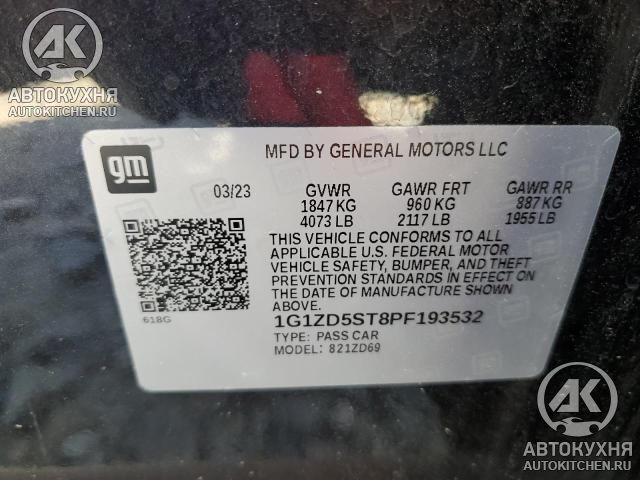 АВТОКУХНЯ
AUTOKITCHEN.RU
gm
MFD BY GENERAL MOTORS LLC
03/23 GVWR GAWR FRT GAWR RR
1847 KG 960 KG 887 KG
4073 LB 2117 LB 1955 LB
THIS VEHICLE CONFORMS TO ALL
APPLICABLE U.S. FEDERAL MOTOR
VEHICLE SAFETY, BUMPER, AND THEFT
PREVENTION STANDARDS IN EFFECT ON
THE DATE OF MANUFACTURE SHOWN
ABOVE.
618G
1G1ZD5ST8PF193532
TYPE: PASS CAR
MODEL: 821ZD69
АК
АВТОКУХНЯ
AUTOKITCHEN.RU